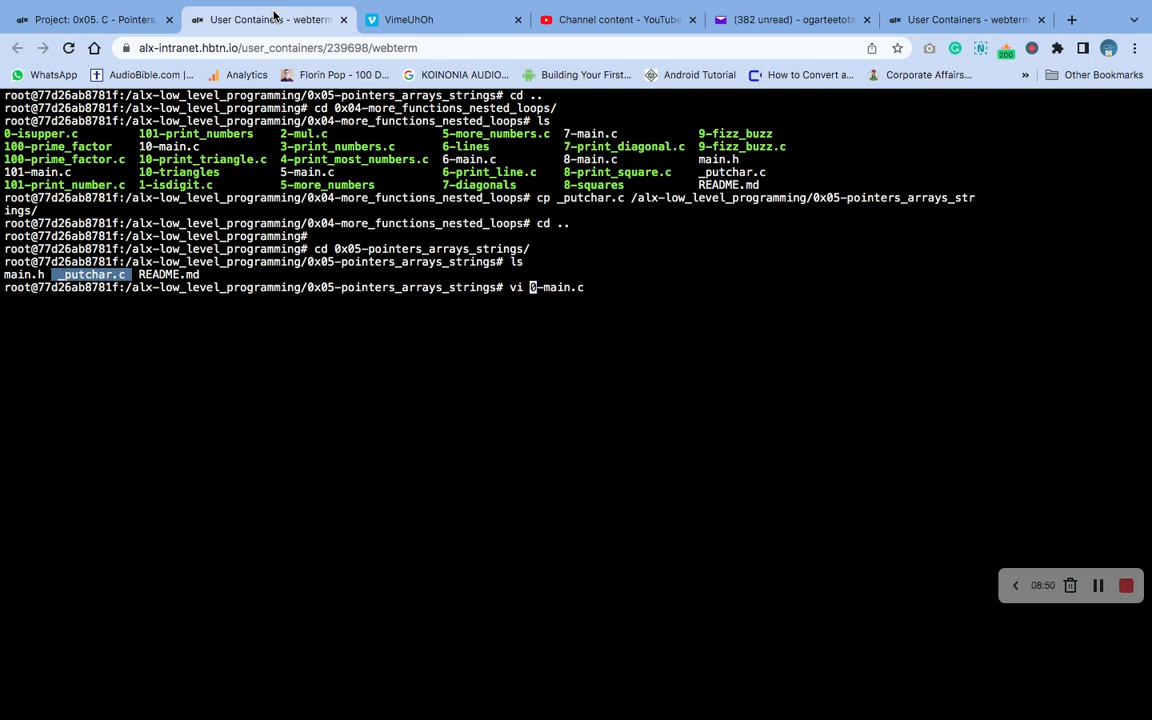 Project: 0x05. C - Pointers,
User Containers - webterm
VimeUhOh
Channel content - YouTube
(382 unread) - ogarteetota
User Containers - webterm
alx-intranet.hbtn.io/user_containers/239698/webterm
200
WhatsApp
AudioBible.com |...
Analytics
Florin Pop - 100 D...
KOINONIA AUDIO...
Building Your First...
Android Tutorial
How to Convert a...
Corporate Affairs...
»
Other Bookmarks
root@77d26ab8781f:/alx-low_level_programming/0x05-pointers_arrays_strings# cd ..
root@77d26ab8781f:/alx-low_level_programming# cd 0x04-more_functions_nested_loops/
root@77d26ab8781f:/alx-low_level_programming/0x04-more_functions_nested_loops# ls
0-isupper.c 101-print_numbers 2-mul.c 5-more_numbers.c 7-main.c 9-fizz_buzz
100-prime_factor 10-main.c 3-print_numbers.c 6-lines 7-print_diagonal.c 9-fizz_buzz.c
100-prime_factor.c 10-print_triangle.c 4-print_most_numbers.c 6-main.c 8-main.c main.h
101-main.c 10-triangles 5-main.c 6-print_line.c 8-print_square.c _putchar.c
101-print_number.c 1-isdigit.c 5-more_numbers 7-diagonals 8-squares README.md
root@77d26ab8781f:/alx-low_level_programming/0x04-more_functions_nested_loops# cp _putchar.c /alx-low_level_programming/0x05-pointers_arrays_str
ings/
root@77d26ab8781f:/alx-low_level_programming/0x04-more_functions_nested_loops# cd ..
root@77d26ab8781f:/alx-low_level_programming#
root@77d26ab8781f:/alx-low_level_programming# cd 0x05-pointers_arrays_strings/
root@77d26ab8781f:/alx-low_level_programming/0x05-pointers_arrays_strings# ls
main.h _putchar.c README.md
root@77d26ab8781f:/alx-low_level_programming/0x05-pointers_arrays_strings# vi 0-main.c
08:50